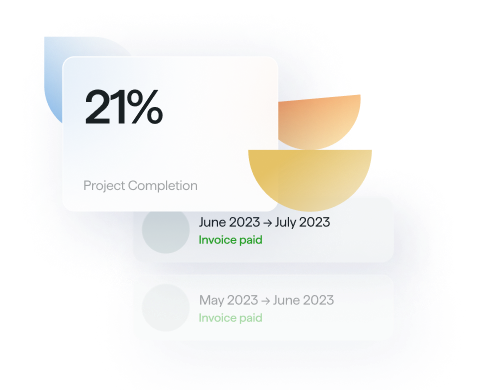 21%
Project Completion
June 2023 → July 2023
Invoice paid
May 2023 → June 2023
Invoice paid